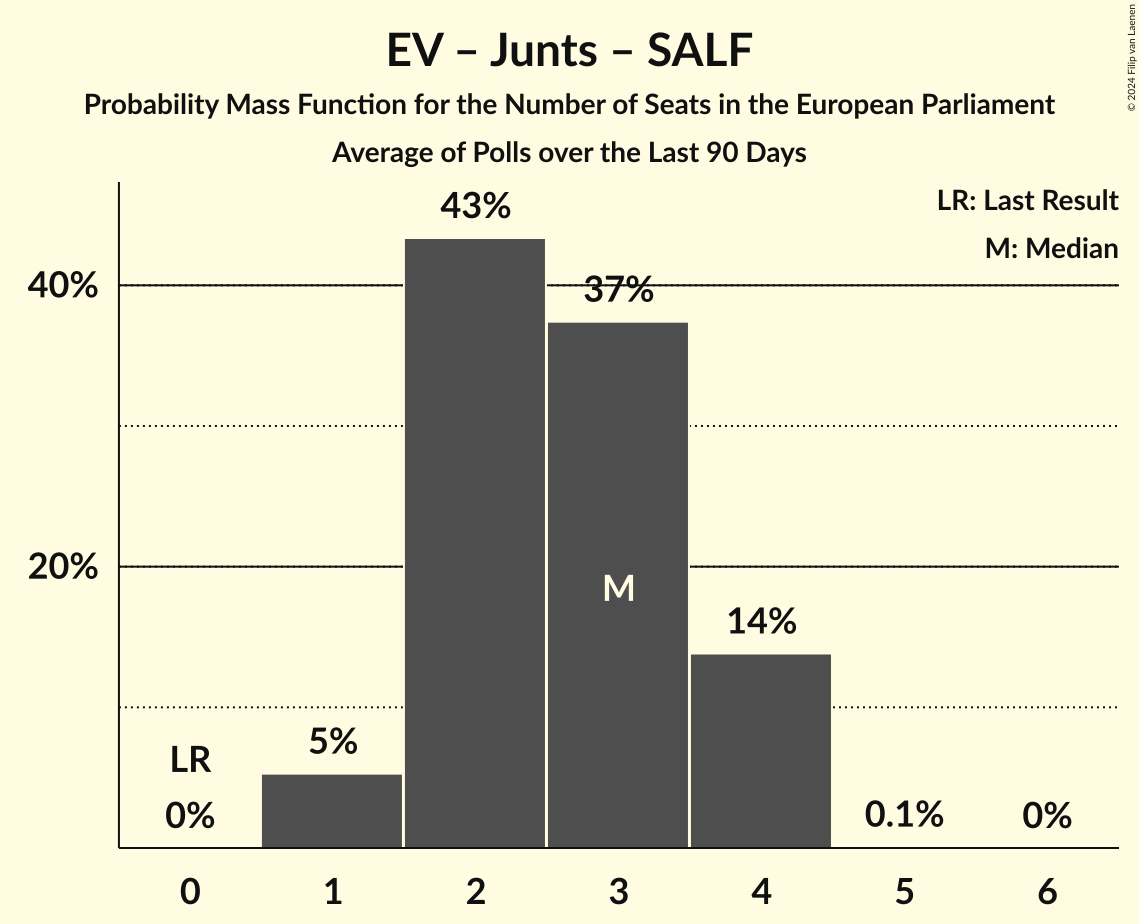 EV – Junts – SALF
Probability Mass Function for the Number of Seats in the European Parliament
Average of Polls over the Last 90 Days
© 2024 Filip van Laenen
LR: Last Result
M: Median
43%
40%
37%
20%
M
14%
5%
LR
0%
0.1%
0%
0 1 2 3 4 5 6